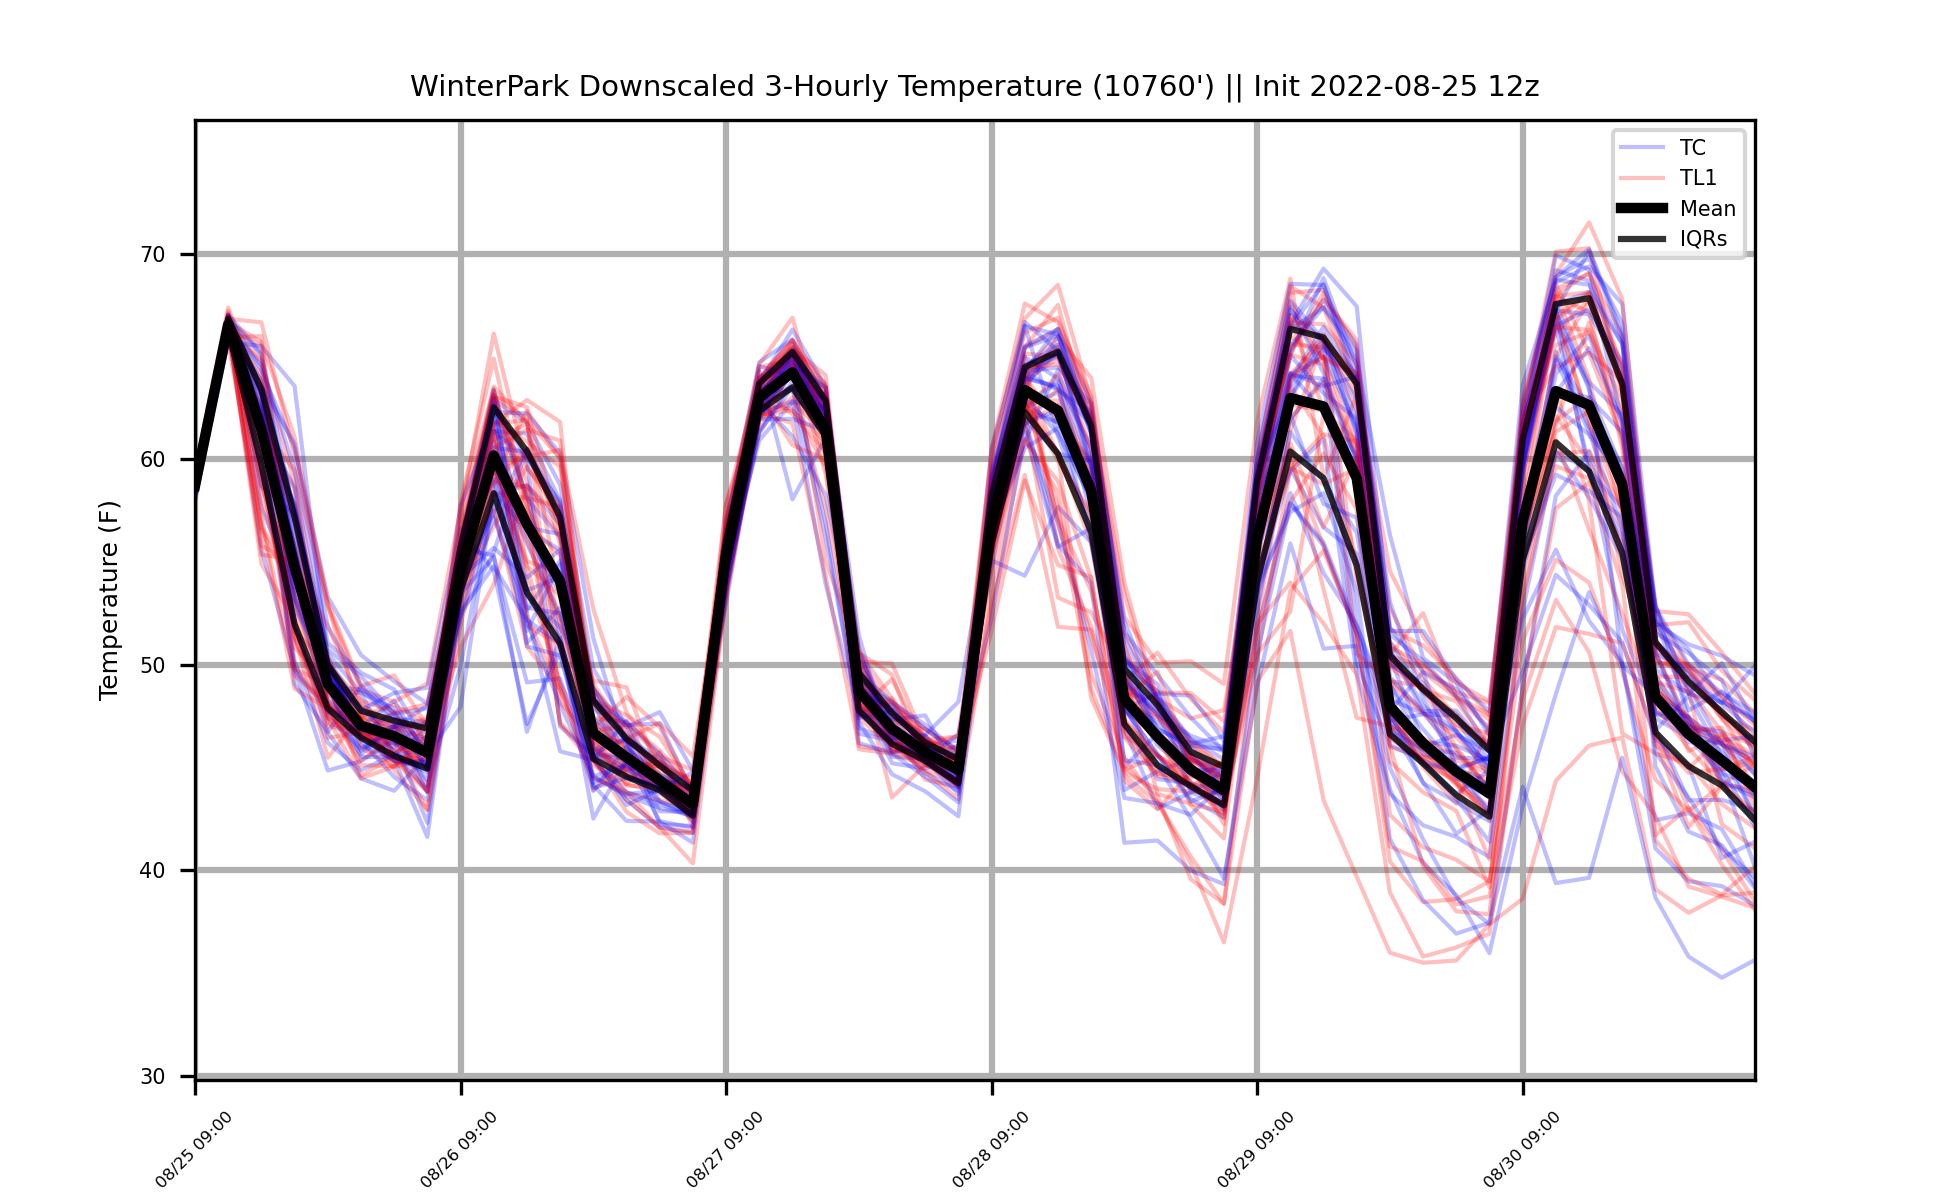 WinterPark Downscaled 3-Hourly Temperature (10760') || Init 2022-08-25 12z
TC
TL1
Mean
IQRs
Temperature (F)
70
60
50
40
30
08/25 09:00
08/26 09:00
08/27 09:00
08/28 09:00
08/29 09:00
08/30 09:00